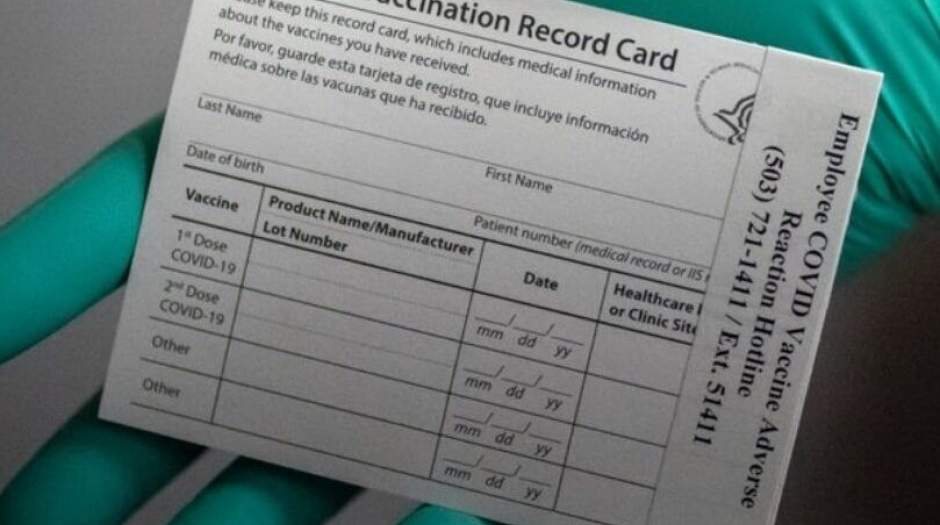 ccination Record Card
keep this record card, which includes medical information
about the vaccines you have received.
Por favor, guarde esta tarjeta de registro, que incluye información
médica sobre las vacunas que ha recibido.
Last Name
First Name
Date of birth
Patient number (medical record or IIS
Vaccine
Product Name/Manufacturer
Lot Number
Date
Healthcare
or Clinic Site
1st Dose
COVID-19
mm dd yy
2nd Dose
COVID-19
mm dd yy
Other
mm dd yy
Other
mm dd yy
Employee COVID Vaccine Adverse
Reaction Hotline
(503) 721-1411 / Ext. 51411